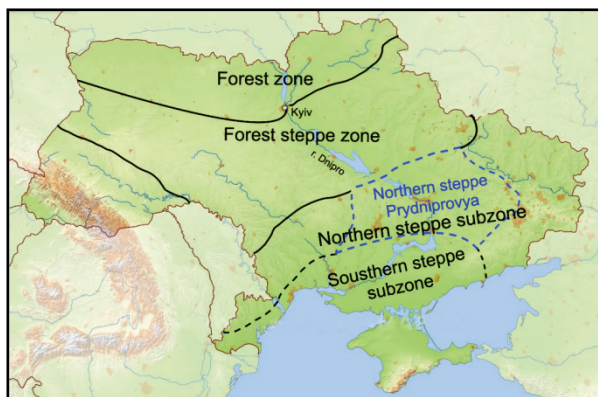 Forest zone
Kyiv
Forest steppe zone
r. Dnipro
Northern steppe
Prydniprovya
Northern steppe subzone
Sousthern steppe
subzone